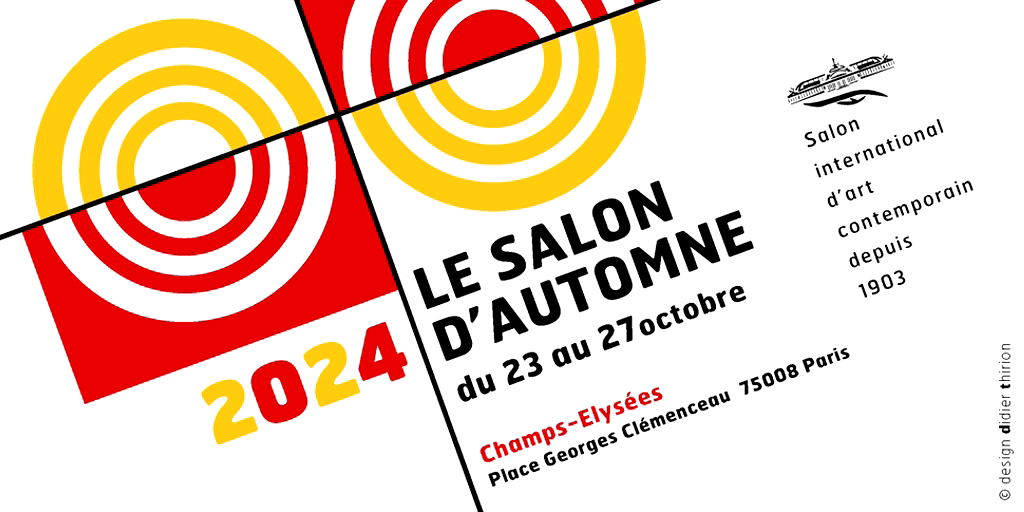 LE SALON
D'AUTOMNE
du 23 au 27octobre
2024
Champs-Elysées
Place Georges Clémenceau 75008 Paris
Salon
international
d'art
contemporain
depuis
1903
© design didier thirion